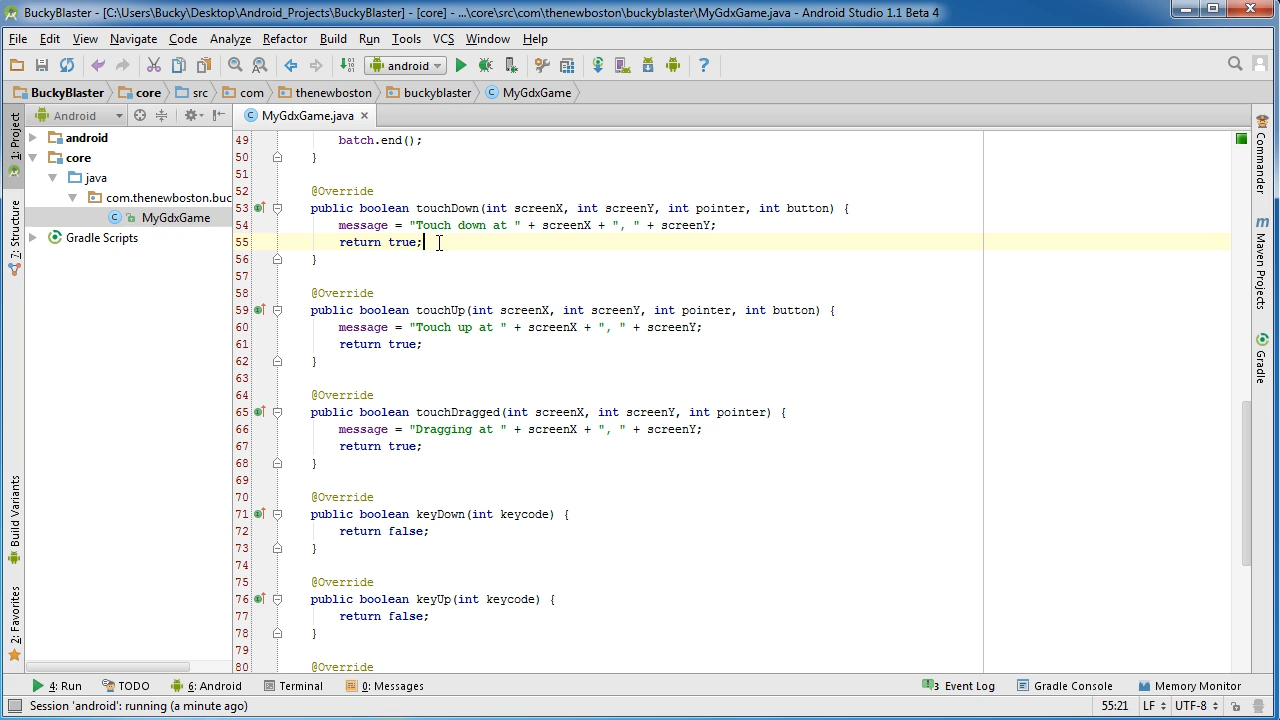 BuckyBlaster - [C:\Users\Bucky\Desktop\Android_Projects\BuckyBlaster] - [core] - ...\core\src\com\thenewboston\buckyblaster\MyGdxGame.java - Android Studio 1.1 Beta 4
File Edit View Navigate Code Analyze Refactor Build Run Tools VCS Window Help
android
BuckyBlaster core src com thenewboston buckyblaster MyGdxGame
Android MyGdxGame.java
1: Project
7: Structure
Build Variants
2: Favorites
android
core
java
com.thenewboston.buc
MyGdxGame
Gradle Scripts
49 batch.end();
50 }
51
52 @Override
53 public boolean touchDown(int screenX, int screenY, int pointer, int button) {
54 message = "Touch down at " + screenX + ", " + screenY;
55 return true;
56 }
57
58 @Override
59 public boolean touchUp(int screenX, int screenY, int pointer, int button) {
60 message = "Touch up at " + screenX + ", " + screenY;
61 return true;
62 }
63
64 @Override
65 public boolean touchDragged(int screenX, int screenY, int pointer) {
66 message = "Dragging at " + screenX + ", " + screenY;
67 return true;
68 }
69
70 @Override
71 public boolean keyDown(int keycode) {
72 return false;
73 }
74
75 @Override
76 public boolean keyUp(int keycode) {
77 return false;
78 }
79
80 @Override
Commander
Maven Projects
Gradle
4: Run TODO 6: Android Terminal 0: Messages 3 Event Log Gradle Console Memory Monitor
Session 'android': running (a minute ago) 55:21 LF UTF-8